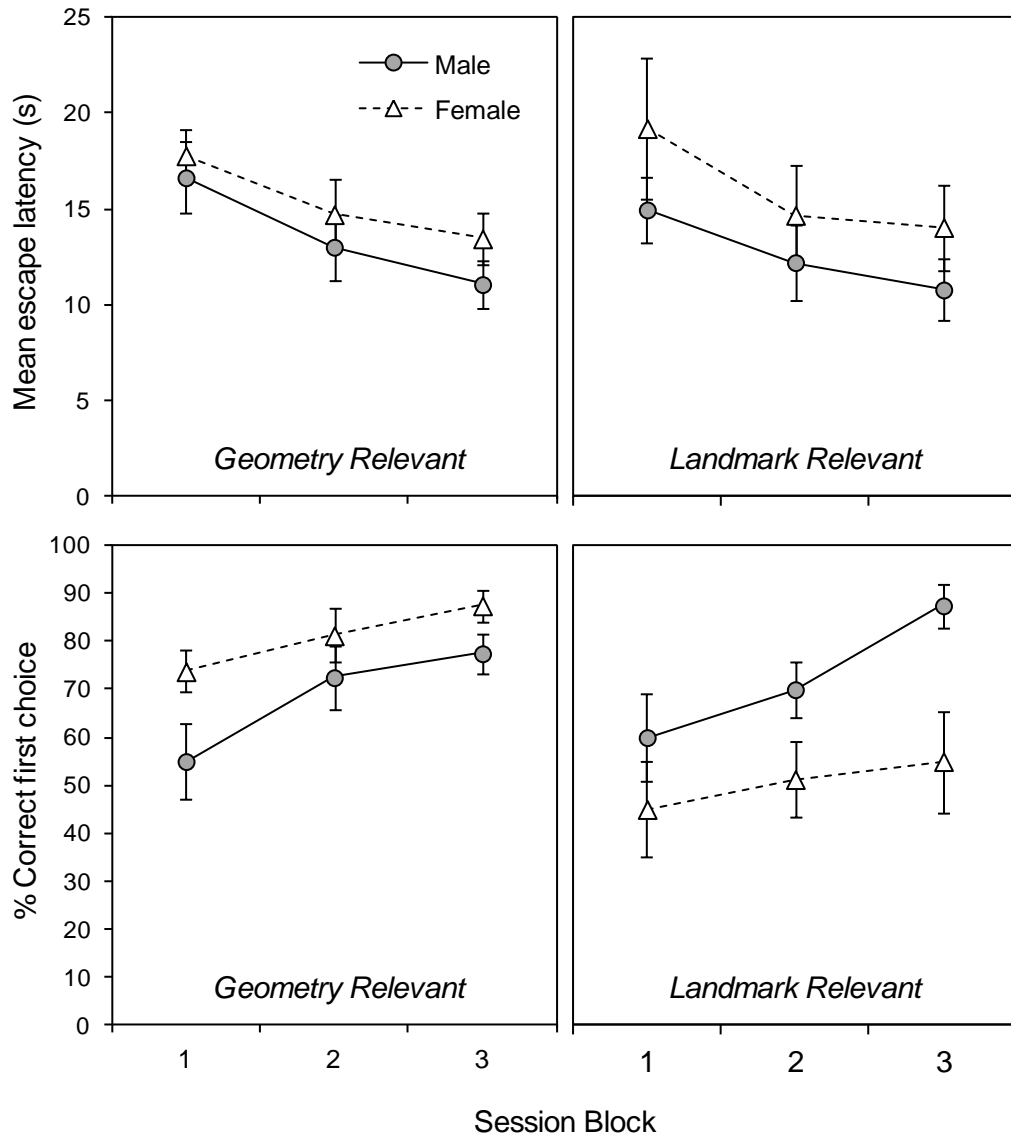 Mean escape latency (s)
25
20
15
10
5
0
Male
Female
Geometry Relevant
Landmark Relevant
% Correct first choice
100
90
80
70
60
50
40
30
20
10
0
Geometry Relevant
Landmark Relevant
1 2 3
1 2 3
Session Block